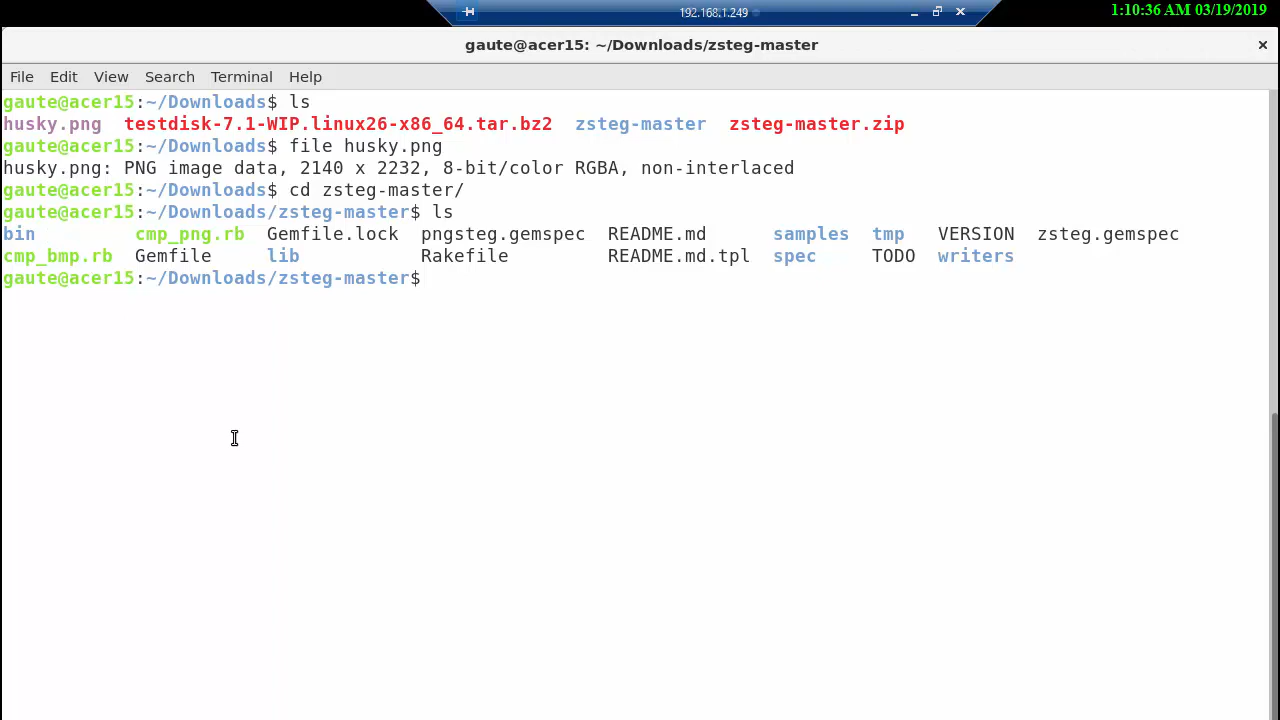 192.168.1.249
1:10:36 AM 03/19/2019
gaute@acer15: ~/Downloads/zsteg-master
File Edit View Search Terminal Help
gaute@acer15:~/Downloads$ ls
husky.png testdisk-7.1-WIP.linux26-x86_64.tar.bz2 zsteg-master zsteg-master.zip
gaute@acer15:~/Downloads$ file husky.png
husky.png: PNG image data, 2140 x 2232, 8-bit/color RGBA, non-interlaced
gaute@acer15:~/Downloads$ cd zsteg-master/
gaute@acer15:~/Downloads/zsteg-master$ ls
bin cmp_png.rb Gemfile.lock pngsteg.gemspec README.md samples tmp VERSION zsteg.gemspec
cmp_bmp.rb Gemfile lib Rakefile README.md.tpl spec TODO writers
gaute@acer15:~/Downloads/zsteg-master$